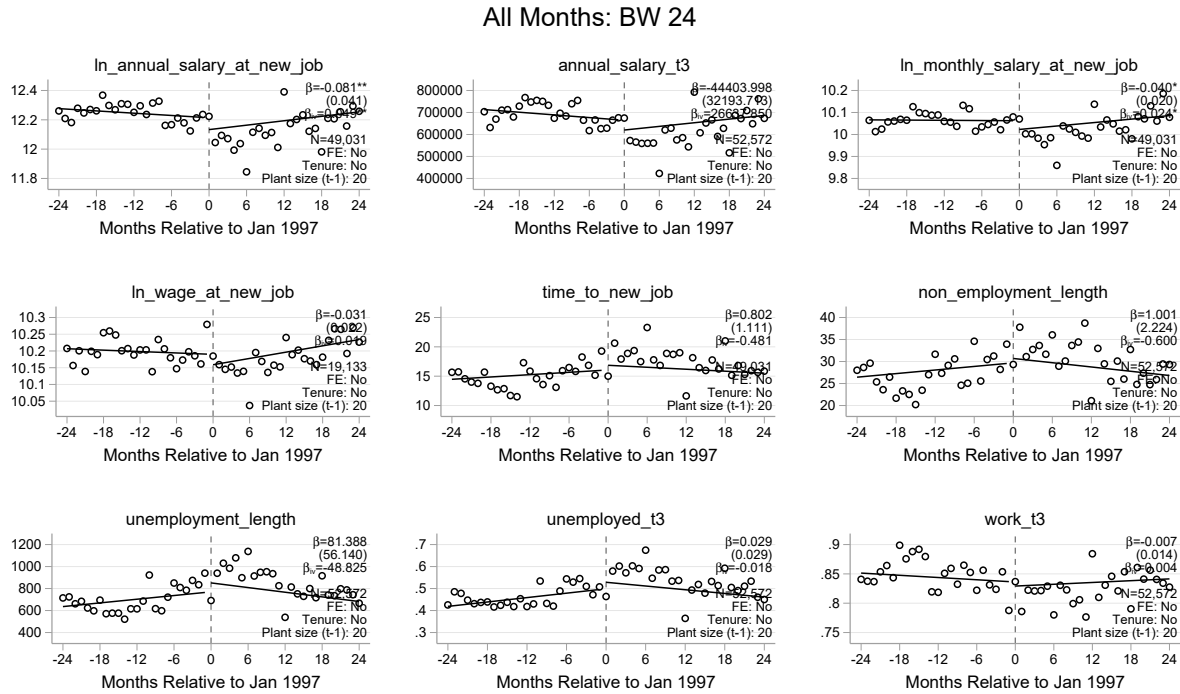 All Months: BW 24
ln_annual_salary_at_new_job
12.4
12.2
12
11.8
β=-0.081**
(0.041)
N=49,031
FE: No
Tenure: No
Plant size (t-1): 20
-24 -18 -12 -6 0 6 12 18 24
Months Relative to Jan 1997
annual_salary_t3
800000
700000
600000
500000
400000
β=-44403.998
N=52,572
FE: No
Tenure: No
Plant size (t-1): 20
-24 -18 -12 -6 0 6 12 18 24
Months Relative to Jan 1997
ln_monthly_salary_at_new_job
10.2
10.1
10
9.9
9.8
β=-0.040*
(0.020)
N=49,031
FE: No
Tenure: No
Plant size (t-1): 20
-24 -18 -12 -6 0 6 12 18 24
Months Relative to Jan 1997
ln_wage_at_new_job
10.3
10.25
10.2
10.15
10.1
10.05
β=-0.031
N=19,133
FE: No
Tenure: No
Plant size (t-1): 20
-24 -18 -12 -6 0 6 12 18 24
Months Relative to Jan 1997
time_to_new_job
25
20
15
10
β=0.802
(1.111)
βiv=-0.481
N=49,031
FE: No
Tenure: No
Plant size (t-1): 20
-24 -18 -12 -6 0 6 12 18 24
Months Relative to Jan 1997
non_employment_length
40
35
30
25
20
β=1.001
(2.224)
βiv=-0.600
N=52,572
FE: No
Tenure: No
Plant size (t-1): 20
-24 -18 -12 -6 0 6 12 18 24
Months Relative to Jan 1997
unemployment_length
1200
1000
800
600
400
β=81.388
(56.140)
βiv=-48.825
N=52,572
FE: No
Tenure: No
Plant size (t-1): 20
-24 -18 -12 -6 0 6 12 18 24
Months Relative to Jan 1997
unemployed_t3
.7
.6
.5
.4
.3
β=0.029
(0.029)
βiv=-0.018
N=52,572
FE: No
Tenure: No
Plant size (t-1): 20
-24 -18 -12 -6 0 6 12 18 24
Months Relative to Jan 1997
work_t3
.9
.85
.8
.75
β=-0.007
(0.014)
βiv=0.004
N=52,572
FE: No
Tenure: No
Plant size (t-1): 20
-24 -18 -12 -6 0 6 12 18 24
Months Relative to Jan 1997